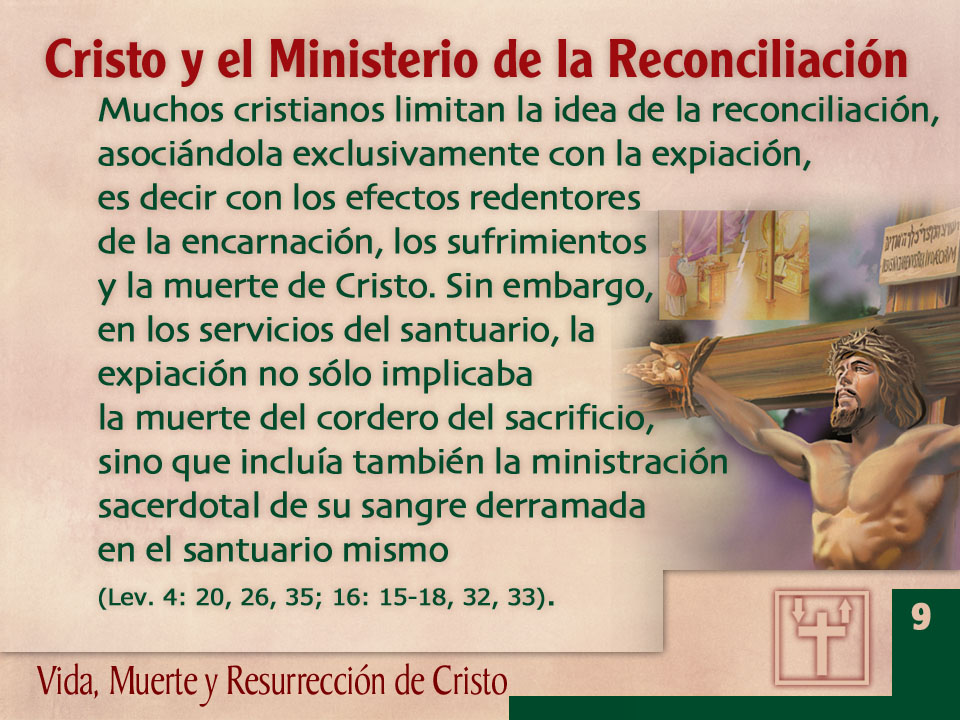 Cristo y el Ministerio de la Reconciliación
Muchos cristianos limitan la idea de la reconciliación,
asociándola exclusivamente con la expiación,
es decir con los efectos redentores
de la encarnación, los sufrimientos
y la muerte de Cristo. Sin embargo,
en los servicios del santuario, la
expiación no sólo implicaba
la muerte del cordero del sacrificio,
sino que incluía también la ministración
sacerdotal de su sangre derramada
en el santuario mismo
(Lev. 4: 20, 26, 35; 16: 15-18, 32, 33).
9
Vida, Muerte y Resurrección de Cristo